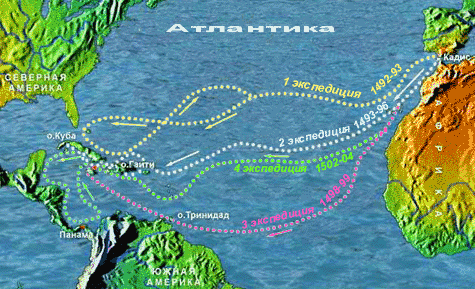 Атлантика
СЕВЕРНАЯ
АМЕРИКА
Кадис
1 экспедиция 1492-93
АФРИКА
о.Куба
2 экспедиция 1493-96
о.Гаити
4 экспедиция 1502-04
о.Тринидад
3 экспедиция 1498-99
Панама
ЮЖНАЯ
АМЕРИКА